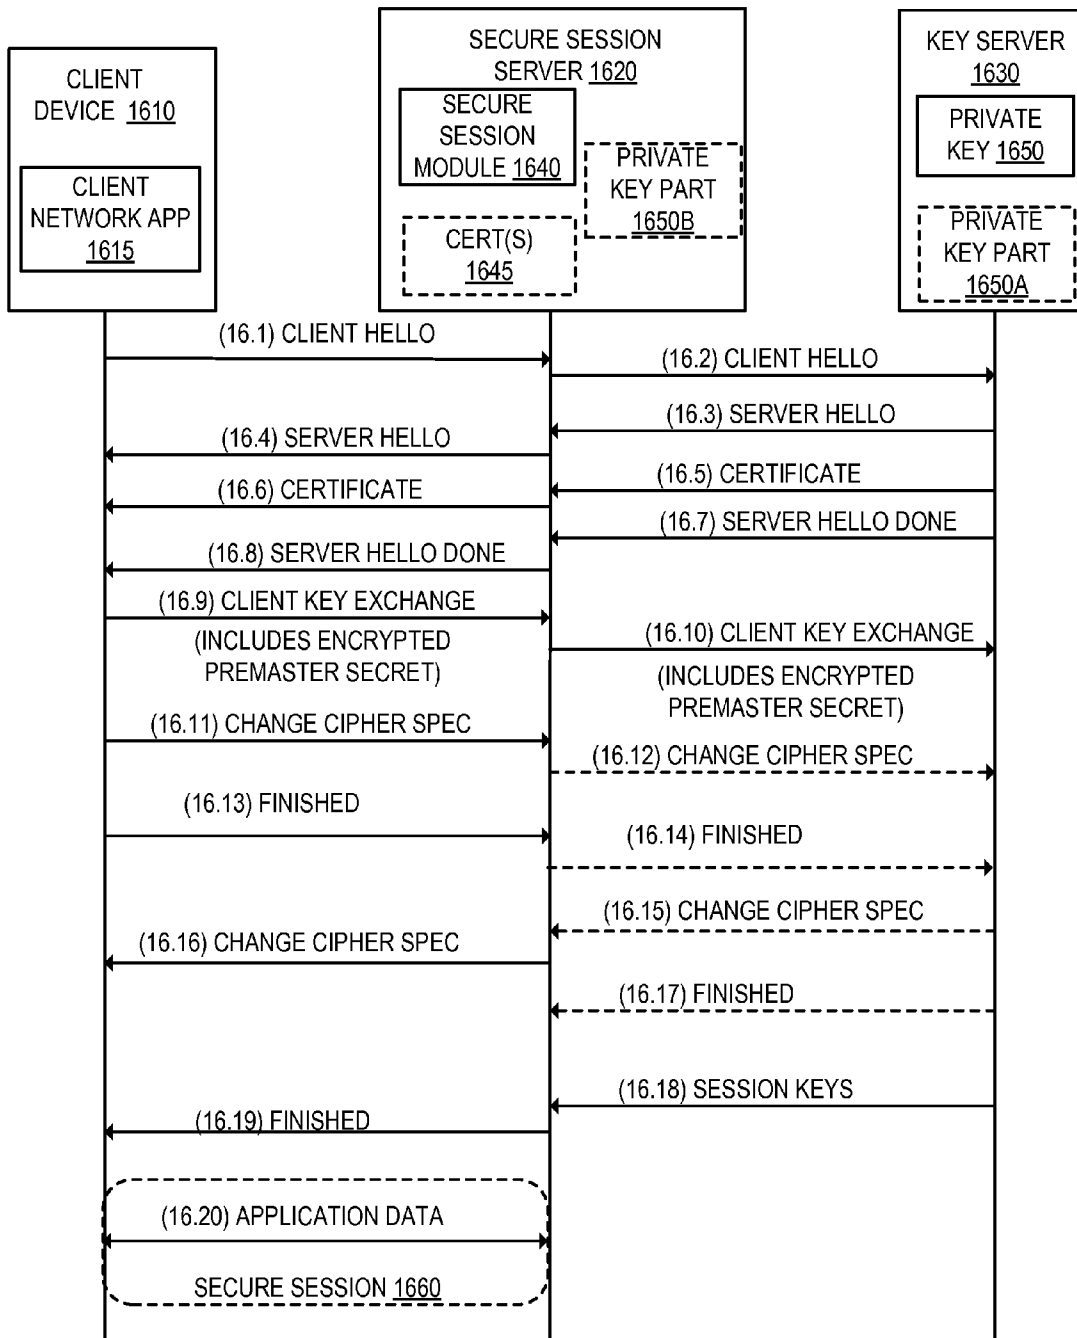 CLIENT
DEVICE 1610
CLIENT
NETWORK APP
1615
SECURE SESSION
SERVER 1620
SECURE
SESSION
MODULE 1640
PRIVATE
KEY PART
1650B
CERT(S)
1645
KEY SERVER
1630
PRIVATE
KEY 1650
PRIVATE
KEY PART
1650A
(16.1) CLIENT HELLO
(16.2) CLIENT HELLO
(16.3) SERVER HELLO
(16.4) SERVER HELLO
(16.5) CERTIFICATE
(16.6) CERTIFICATE
(16.7) SERVER HELLO DONE
(16.8) SERVER HELLO DONE
(16.9) CLIENT KEY EXCHANGE
(INCLUDES ENCRYPTED
PREMASTER SECRET)
(16.10) CLIENT KEY EXCHANGE
(INCLUDES ENCRYPTED
PREMASTER SECRET)
(16.11) CHANGE CIPHER SPEC
(16.12) CHANGE CIPHER SPEC
(16.13) FINISHED
(16.14) FINISHED
(16.15) CHANGE CIPHER SPEC
(16.16) CHANGE CIPHER SPEC
(16.17) FINISHED
(16.18) SESSION KEYS
(16.19) FINISHED
(16.20) APPLICATION DATA
SECURE SESSION 1660